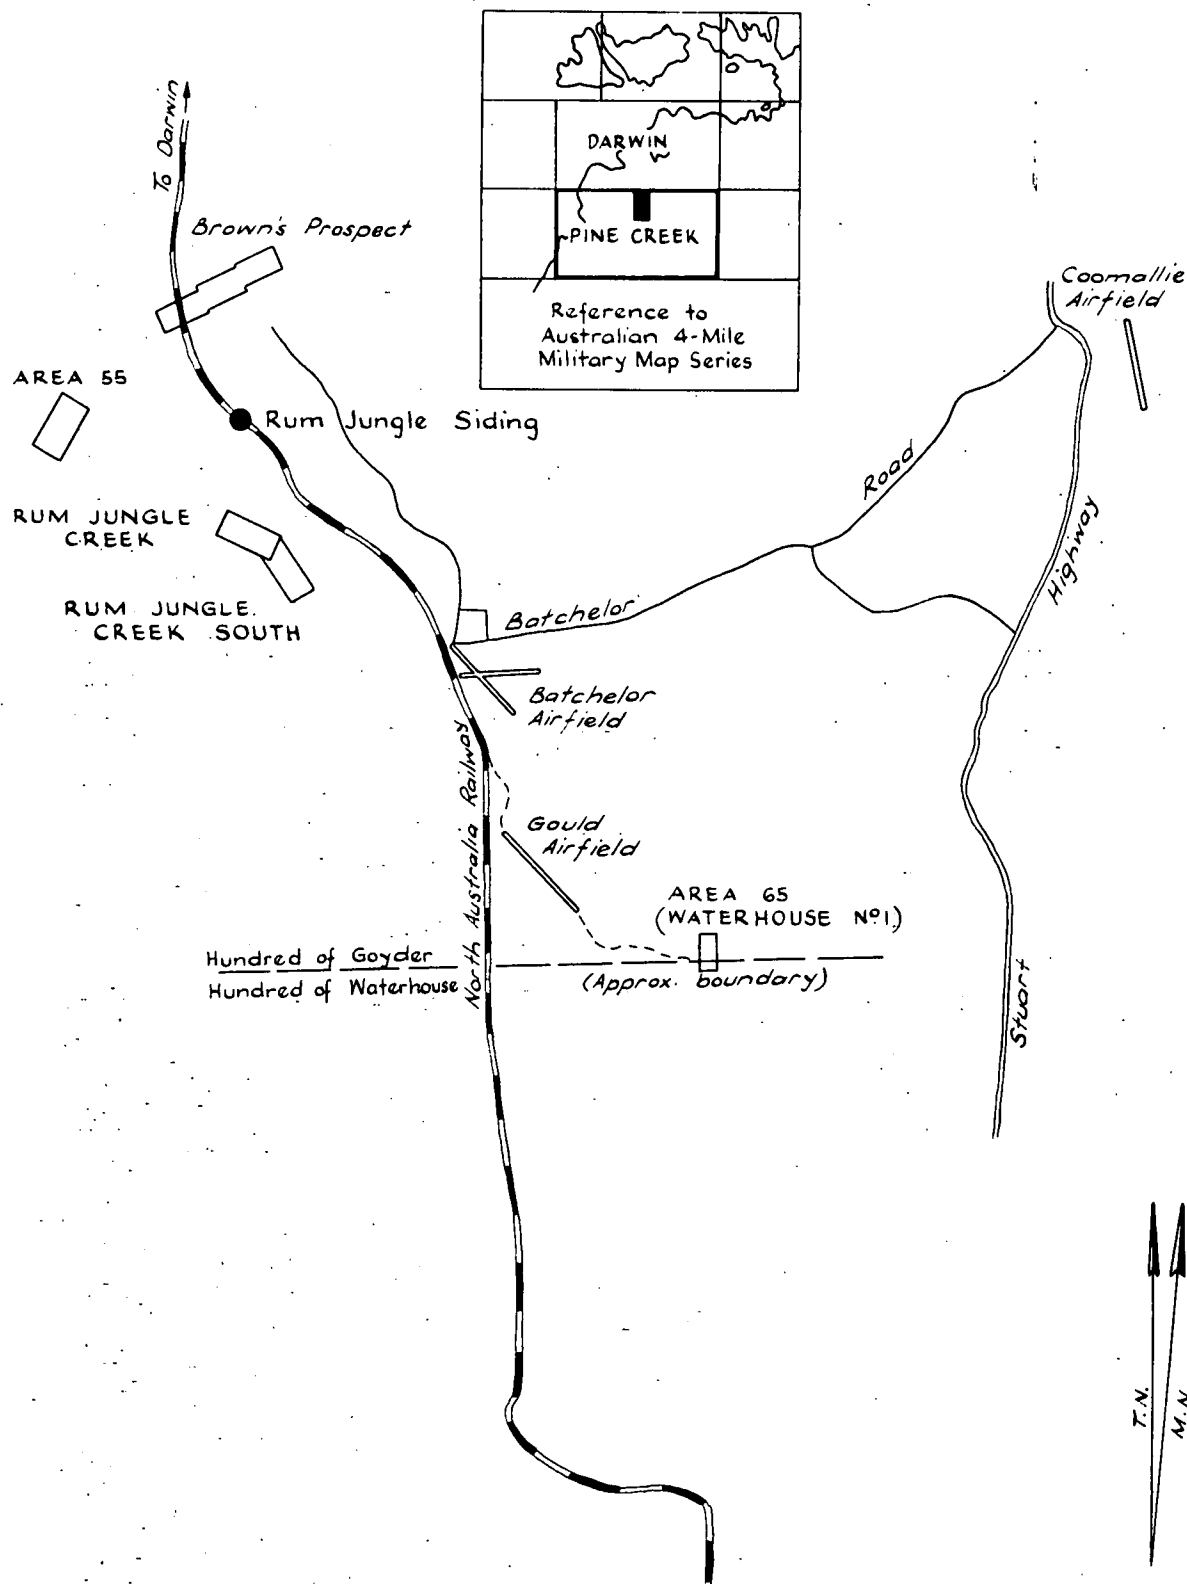 To Darwin
DARWIN
PINE CREEK
Reference to
Australian 4-Mile
Military Map Series
Brown's Prospect
Coomallie
Airfield
AREA 55
Rum Jungle Siding
Road
RUM JUNGLE
CREEK
Highway
RUM JUNGLE.
CREEK SOUTH
Batchelor
Batchelor
Airfield
North Australia Railway
Gould
Airfield
AREA 65
(WATERHOUSE Nº1)
Hundred of Goyder
Hundred of Waterhouse
(Approx. boundary)
Stuart
T.N.
M.N.